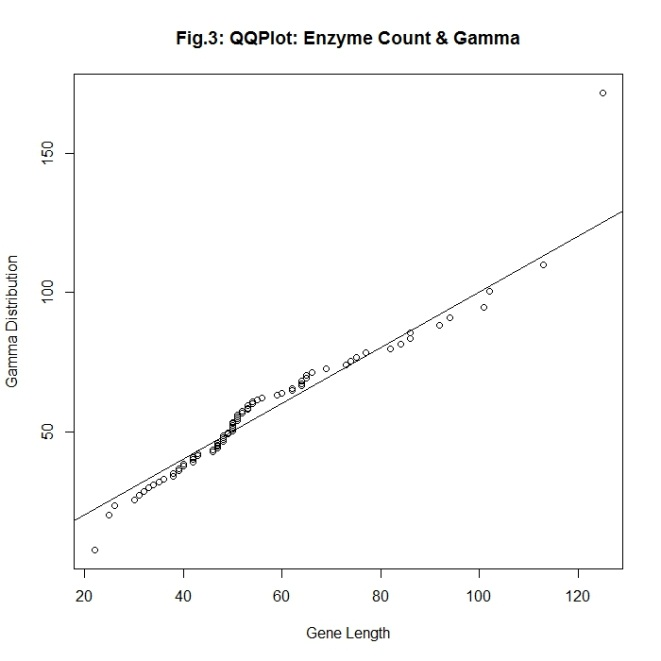 Fig.3: QQPlot: Enzyme Count & Gamma
150
100
50
Gamma Distribution
20 40 60 80 100 120
Gene Length